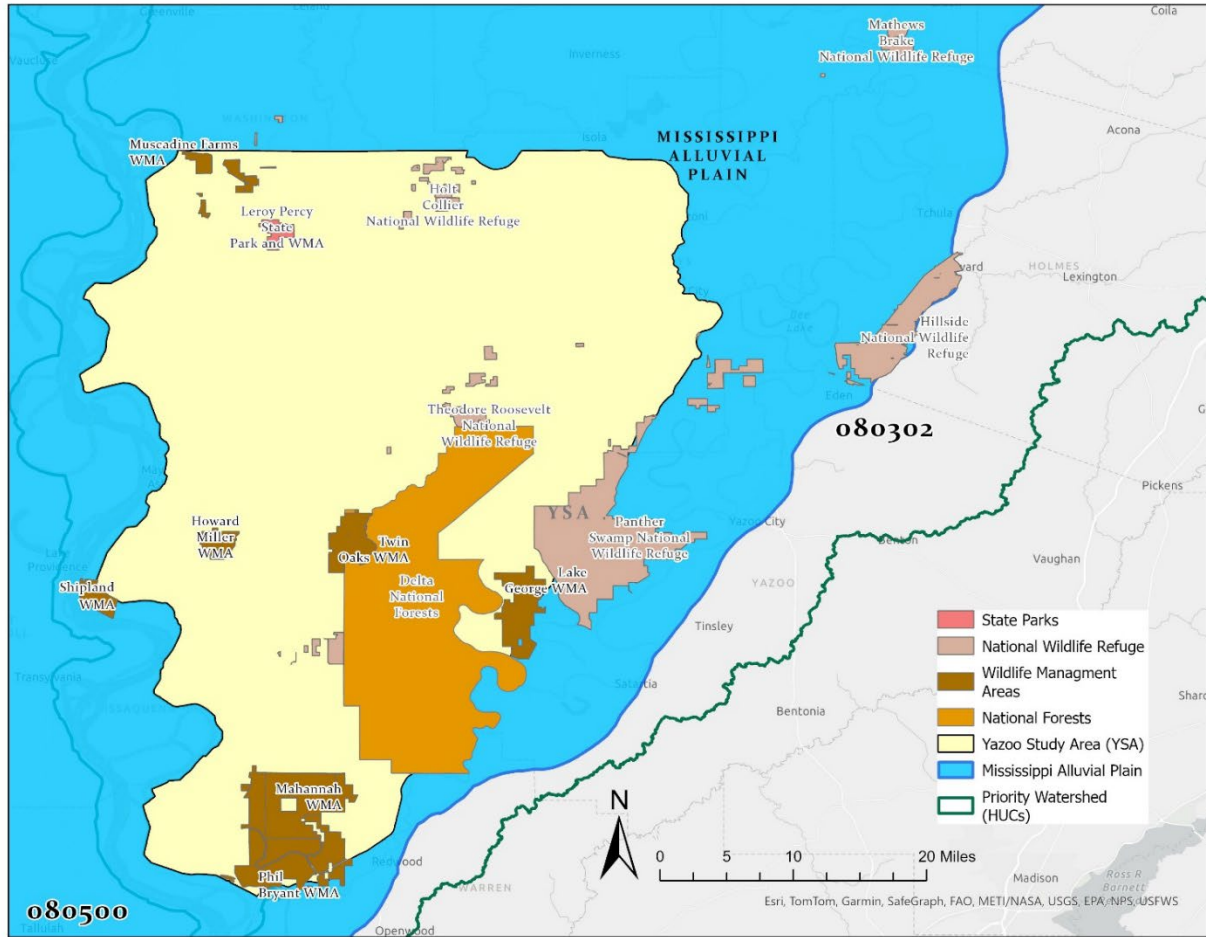 Greenville
Coila
Mathews
Brake
National Wildlife Refuge
Vaucluse
Inverness
WASHINGTON
Isola
Acona
Muscadine Farms
WMA
MISSISSIPPI
ALLUVIAL
PLAIN
Holt
Collier
National Wildlife Refuge
Leroy Percy
State
Park and WMA
Tchula
HOLMES
Lexington
Hillside
National Wildlife
Refuge
Eden
080302
Theodore Roosevelt
National
Wildlife Refuge
Pickens
YSA
Panther
Swamp National
Wildlife Refuge
Yazoo City
Benton
Howard
Miller
WMA
Twin
Oaks WMA
Vaughan
Lake
Providence
Shipland
WMA
Delta
National
Forests
Lake
George WMA
YAZOO
Tinsley
Transylvania
Satartia
Bentonia
State Parks
National Wildlife Refuge
Wildlife Managment
Areas
National Forests
Yazoo Study Area (YSA)
Mississippi Alluvial Plain
Priority Watershed
(HUCs)
Mahannah
WMA
N
0 5 10 20 Miles
Phil
Bryant WMA
Redwood
WARREN
Madison
Ross R
Barnett
080500
Tallulah
Openwood
Esri, TomTom, Garmin, SafeGraph, FAO, METI/NASA, USGS, EPA, NPS, USFWS